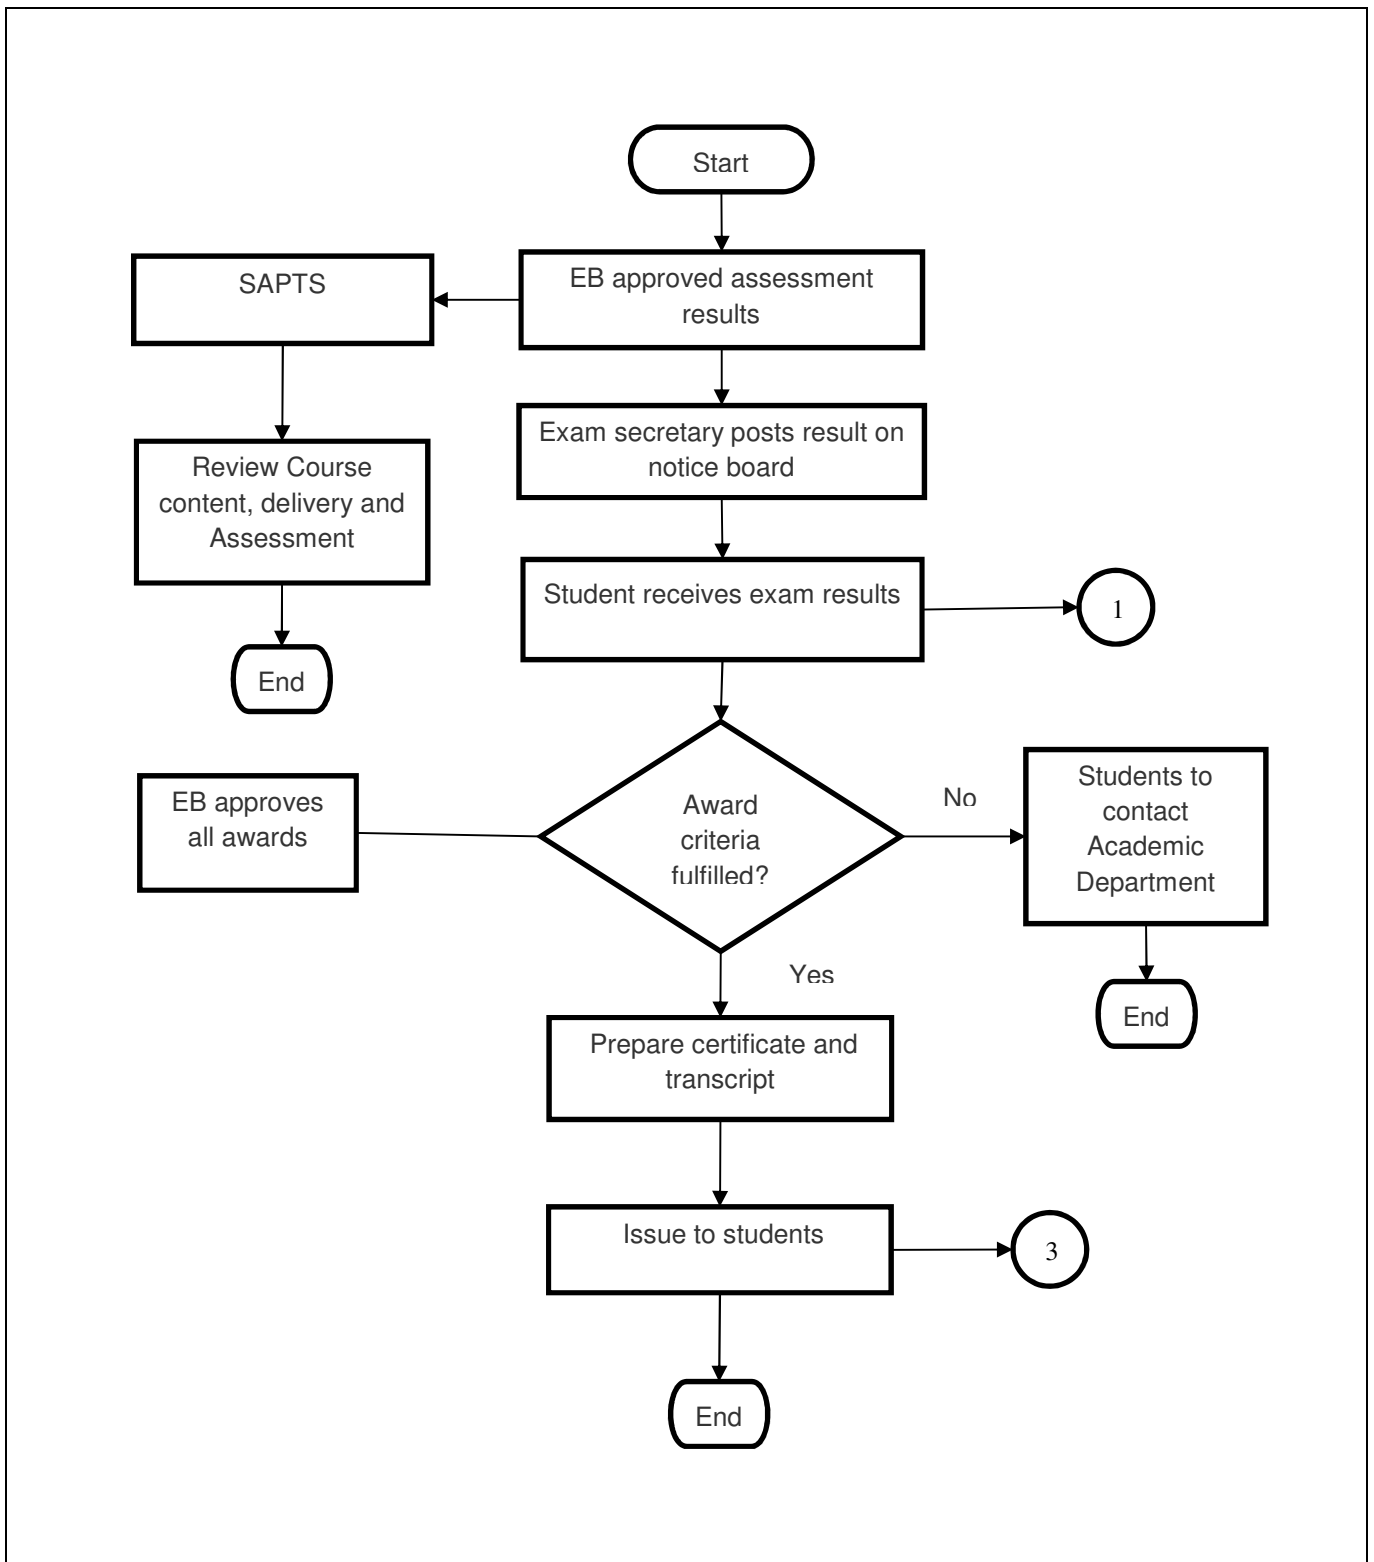 Start
SAPTS
EB approved assessment
results
Exam secretary posts result on
notice board
Review Course
content, delivery and
Assessment
Student receives exam results
1
End
EB approves
all awards
Award
criteria
fulfilled?
No
Students to
contact
Academic
Department
Yes
End
Prepare certificate and
transcript
Issue to students
3
End